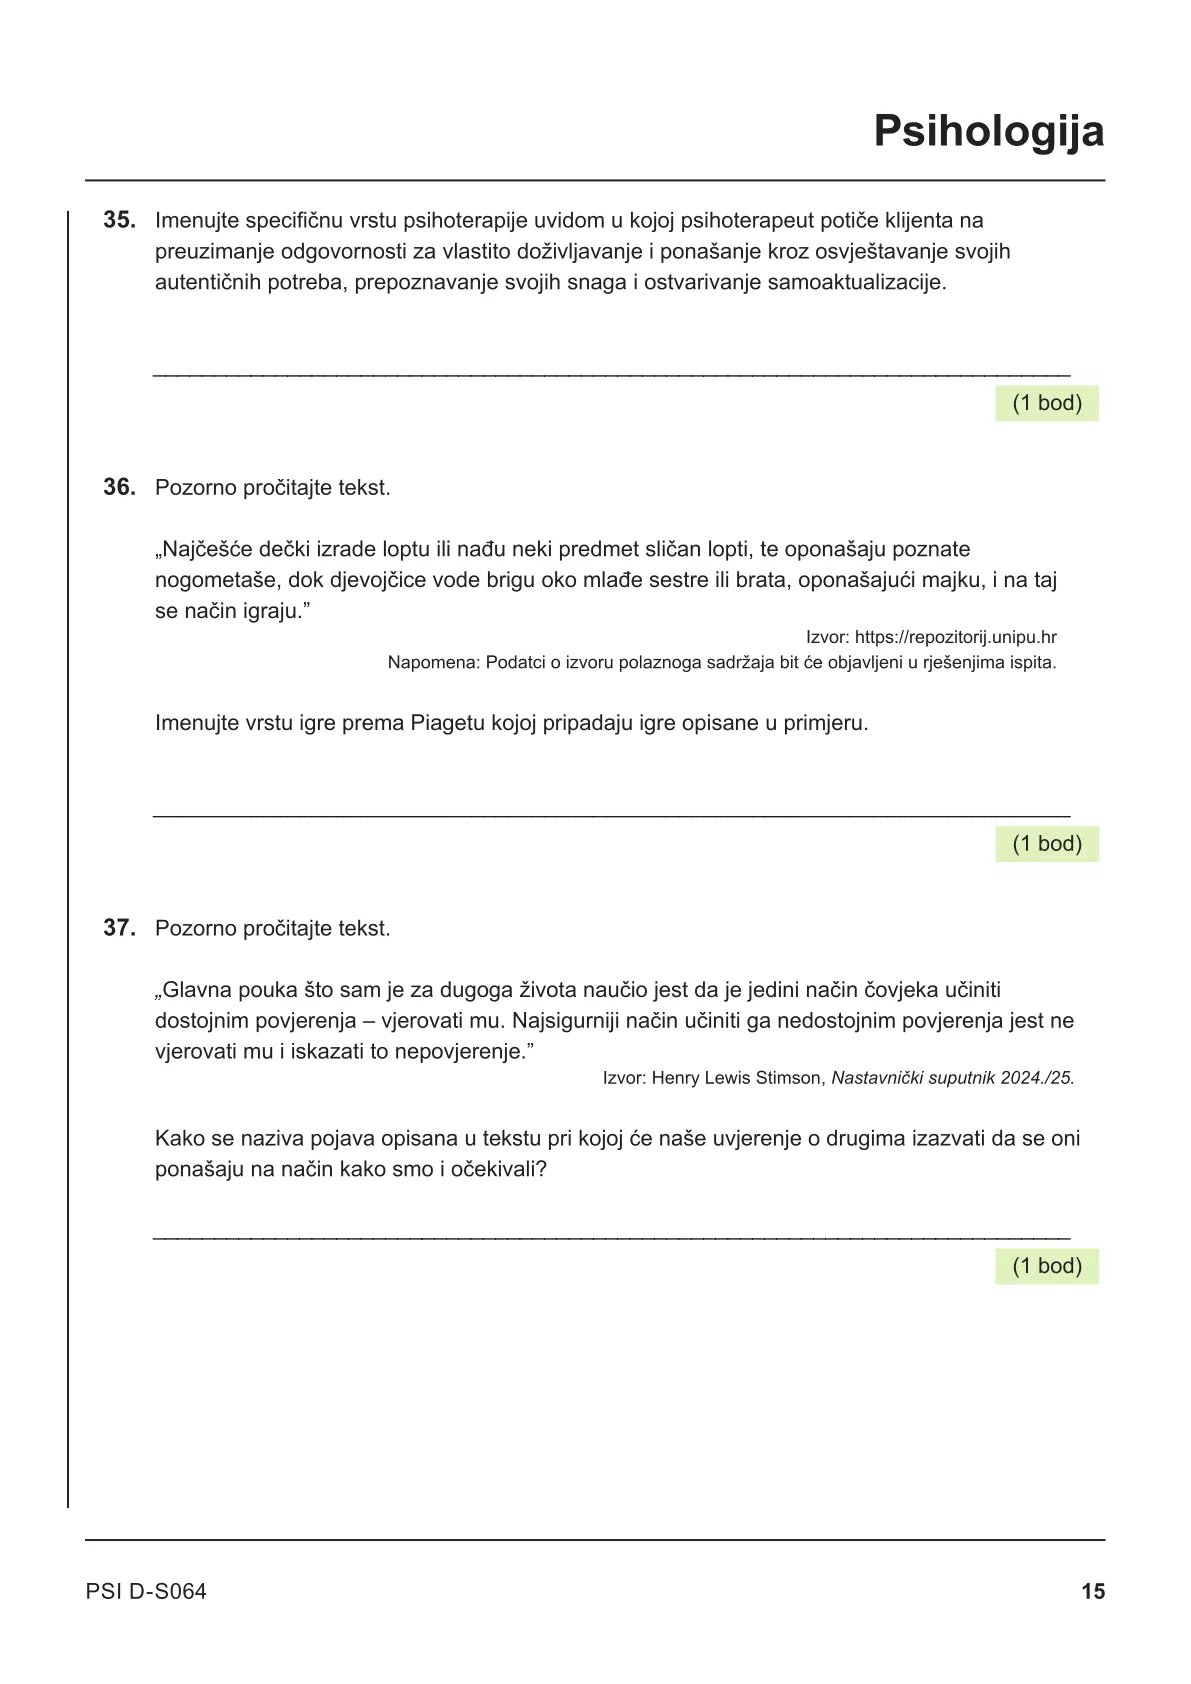 Psihologija
35. Imenujte specifičnu vrstu psihoterapije uvidom u kojoj psihoterapeut potiče klijenta na
preuzimanje odgovornosti za vlastito doživljavanje i ponašanje kroz osvještavanje svojih
autentičnih potreba, prepoznavanje svojih snaga i ostvarivanje samoaktualizacije.
(1 bod)
36. Pozorno pročitajte tekst.
„Najčešće dečki izrade loptu ili nađu neki predmet sličan lopti, te oponašaju poznate
nogometaše, dok djevojčice vode brigu oko mlađe sestre ili brata, oponašajući majku, i na taj
se način igraju.”
Izvor: https://repozitorij.unipu.hr
Napomena: Podatci o izvoru polaznoga sadržaja bit će objavljeni u rješenjima ispita.
Imenujte vrstu igre prema Piagetu kojoj pripadaju igre opisane u primjeru.
(1 bod)
37. Pozorno pročitajte tekst.
„Glavna pouka što sam je za dugoga života naučio jest da je jedini način čovjeka učiniti
dostojnim povjerenja – vjerovati mu. Najsigurniji način učiniti ga nedostojnim povjerenja jest ne
vjerovati mu i iskazati to nepovjerenje.”
Izvor: Henry Lewis Stimson, Nastavnički suputnik 2024./25.
Kako se naziva pojava opisana u tekstu pri kojoj će naše uvjerenje o drugima izazvati da se oni
ponašaju na način kako smo i očekivali?
(1 bod)
PSI D-S064
15